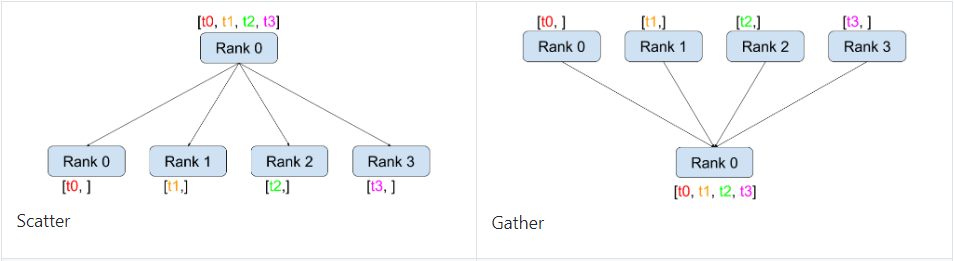 [t0, t1, t2, t3]
Rank 0
Rank 0 Rank 1 Rank 2 Rank 3
[t0, ] [t1,] [t2,] [t3, ]
Scatter
[t0, ] [t1,] [t2,] [t3, ]
Rank 0 Rank 1 Rank 2 Rank 3
Rank 0
[t0, t1, t2, t3]
Gather